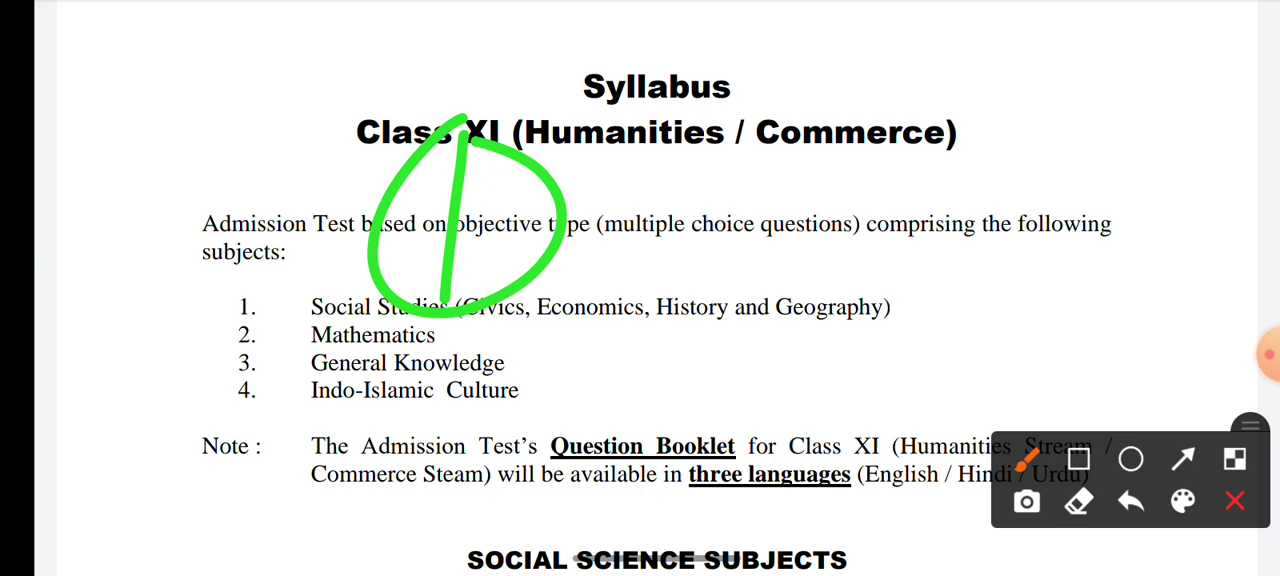 Syllabus
Class XI (Humanities / Commerce)
Admission Test based on objective type (multiple choice questions) comprising the following
subjects:
1. Social Studies (Civics, Economics, History and Geography)
2. Mathematics
3. General Knowledge
4. Indo-Islamic Culture
Note : The Admission Test's Question Booklet for Class XI (Humanities Stream /
Commerce Steam) will be available in three languages (English / Hindi / Urdu)
SOCIAL SCIENCE SUBJECTS